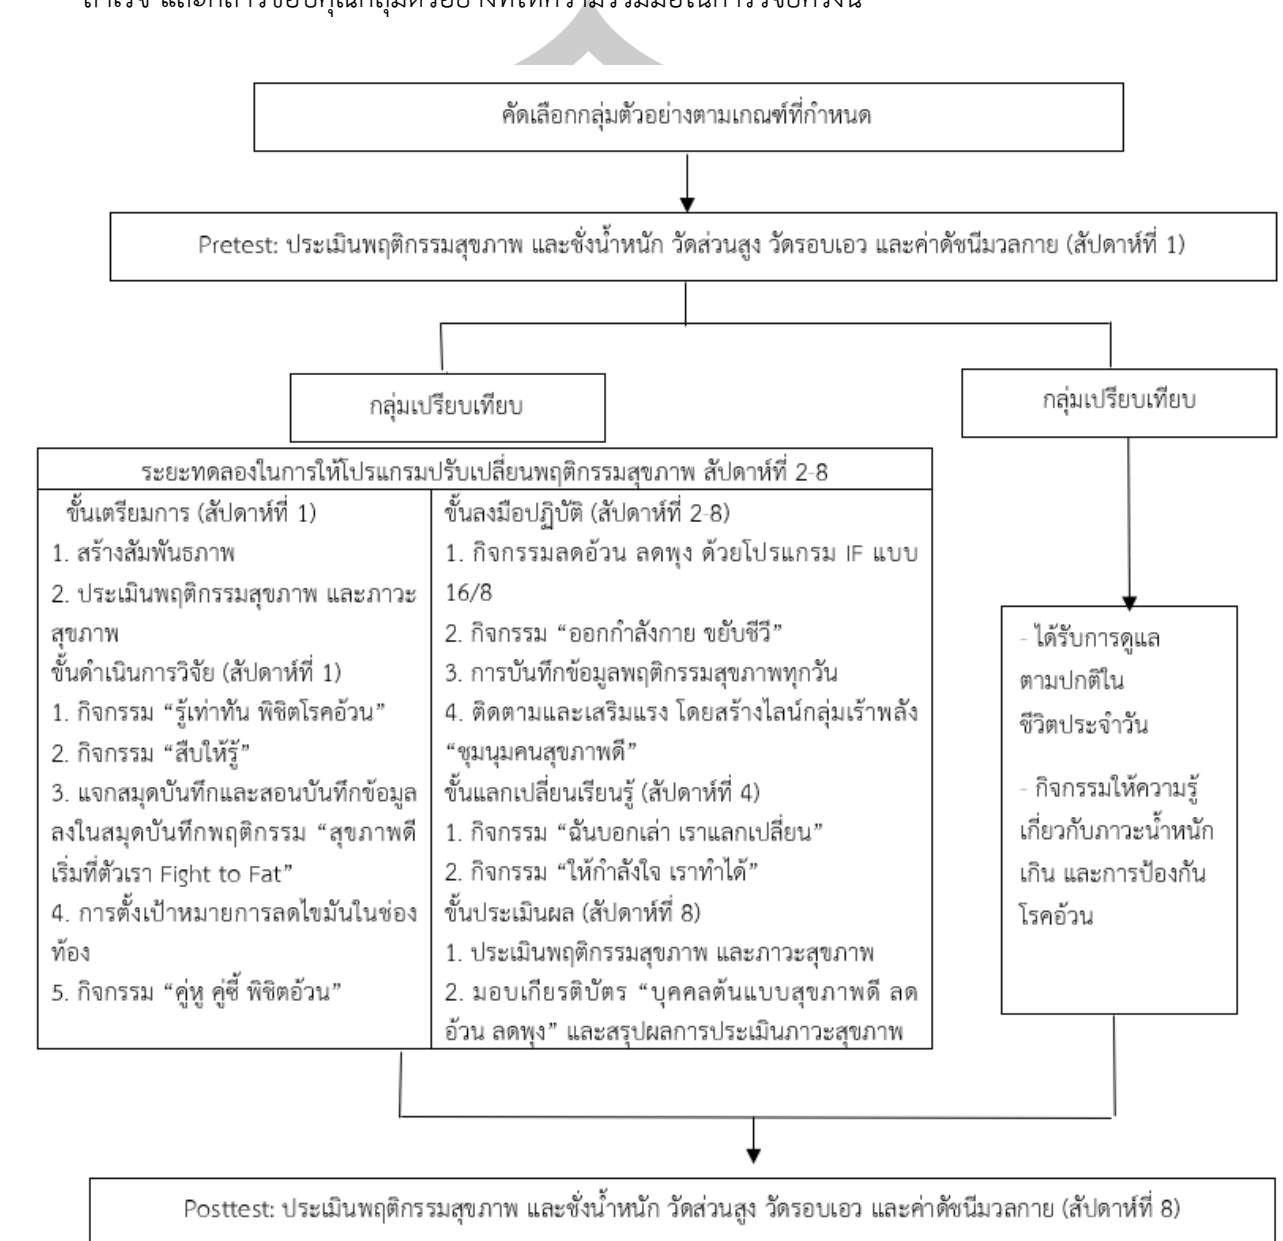 คัดเลือกกลุ่มตัวอย่างตามเกณฑ์ที่กำหนด
Pretest: ประเมินพฤติกรรมสุขภาพ และชั่งน้ำหนัก วัดส่วนสูง วัดรอบเอว และค่าดัชนีมวลกาย (สัปดาห์ที่ 1)
กลุ่มเปรียบเทียบ
กลุ่มเปรียบเทียบ
ระยะทดลองในการให้โปรแกรมปรับเปลี่ยนพฤติกรรมสุขภาพ สัปดาห์ที่ 2-8
ขั้นเตรียมการ (สัปดาห์ที่ 1)
1. สร้างสัมพันธภาพ
2. ประเมินพฤติกรรมสุขภาพ และภาวะ
สุขภาพ
ขั้นดำเนินการวิจัย (สัปดาห์ที่ 1)
1. กิจกรรม “รู้เท่าทัน พิชิตโรคอ้วน”
2. กิจกรรม “สืบให้รู้”
3. แจกสมุดบันทึกและสอนบันทึกข้อมูล
ลงในสมุดบันทึกพฤติกรรม “สุขภาพดี
เริ่มที่ตัวเรา Fight to Fat”
4. การตั้งเป้าหมายการลดไขมันในช่อง
ท้อง
5. กิจกรรม “คู่หู คู่ซี้ พิชิตอ้วน”
ขั้นลงมือปฏิบัติ (สัปดาห์ที่ 2-8)
1. กิจกรรมลดอ้วน ลดพุง ด้วยโปรแกรม IF แบบ
16/8
2. กิจกรรม “ออกกำลังกาย ขยับชีวี”
3. การบันทึกข้อมูลพฤติกรรมสุขภาพทุกวัน
4. ติดตามและเสริมแรง โดยสร้างไลน์กลุ่มเร้าพลัง
“ชุมนุมคนสุขภาพดี”
ขั้นแลกเปลี่ยนเรียนรู้ (สัปดาห์ที่ 4)
1. กิจกรรม “ฉันบอกเล่า เราแลกเปลี่ยน”
2. กิจกรรม “ให้กำลังใจ เราทำได้”
ขั้นประเมินผล (สัปดาห์ที่ 8)
1. ประเมินพฤติกรรมสุขภาพ และภาวะสุขภาพ
2. มอบเกียรติบัตร “บุคคลต้นแบบสุขภาพดี ลด
อ้วน ลดพุง” และสรุปผลการประเมินภาวะสุขภาพ
- ได้รับการดูแล
ตามปกติใน
ชีวิตประจำวัน
- กิจกรรมให้ความรู้
เกี่ยวกับภาวะน้ำหนัก
เกิน และการป้องกัน
โรคอ้วน
Posttest: ประเมินพฤติกรรมสุขภาพ และชั่งน้ำหนัก วัดส่วนสูง วัดรอบเอว และค่าดัชนีมวลกาย (สัปดาห์ที่ 8)